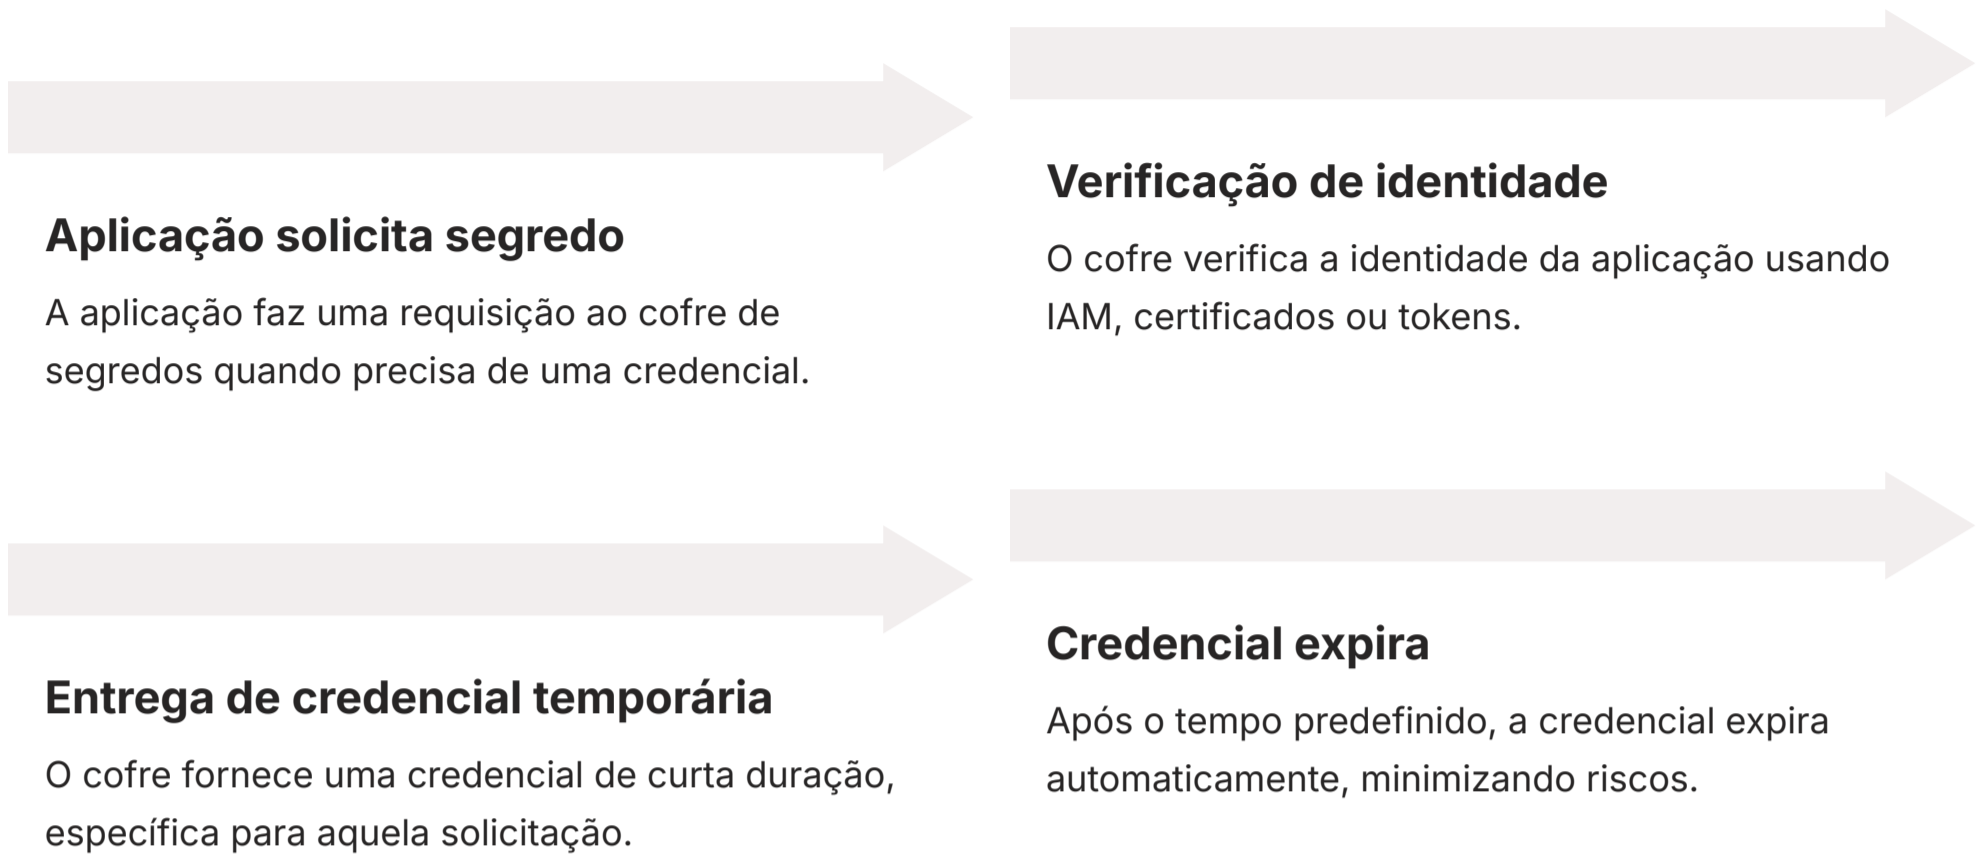 Aplicação solicita segredo
A aplicação faz uma requisição ao cofre de
segredos quando precisa de uma credencial.
Verificação de identidade
O cofre verifica a identidade da aplicação usando
IAM, certificados ou tokens.
Entrega de credencial temporária
O cofre fornece uma credencial de curta duração,
específica para aquela solicitação.
Credencial expira
Após o tempo predefinido, a credencial expira
automaticamente, minimizando riscos.